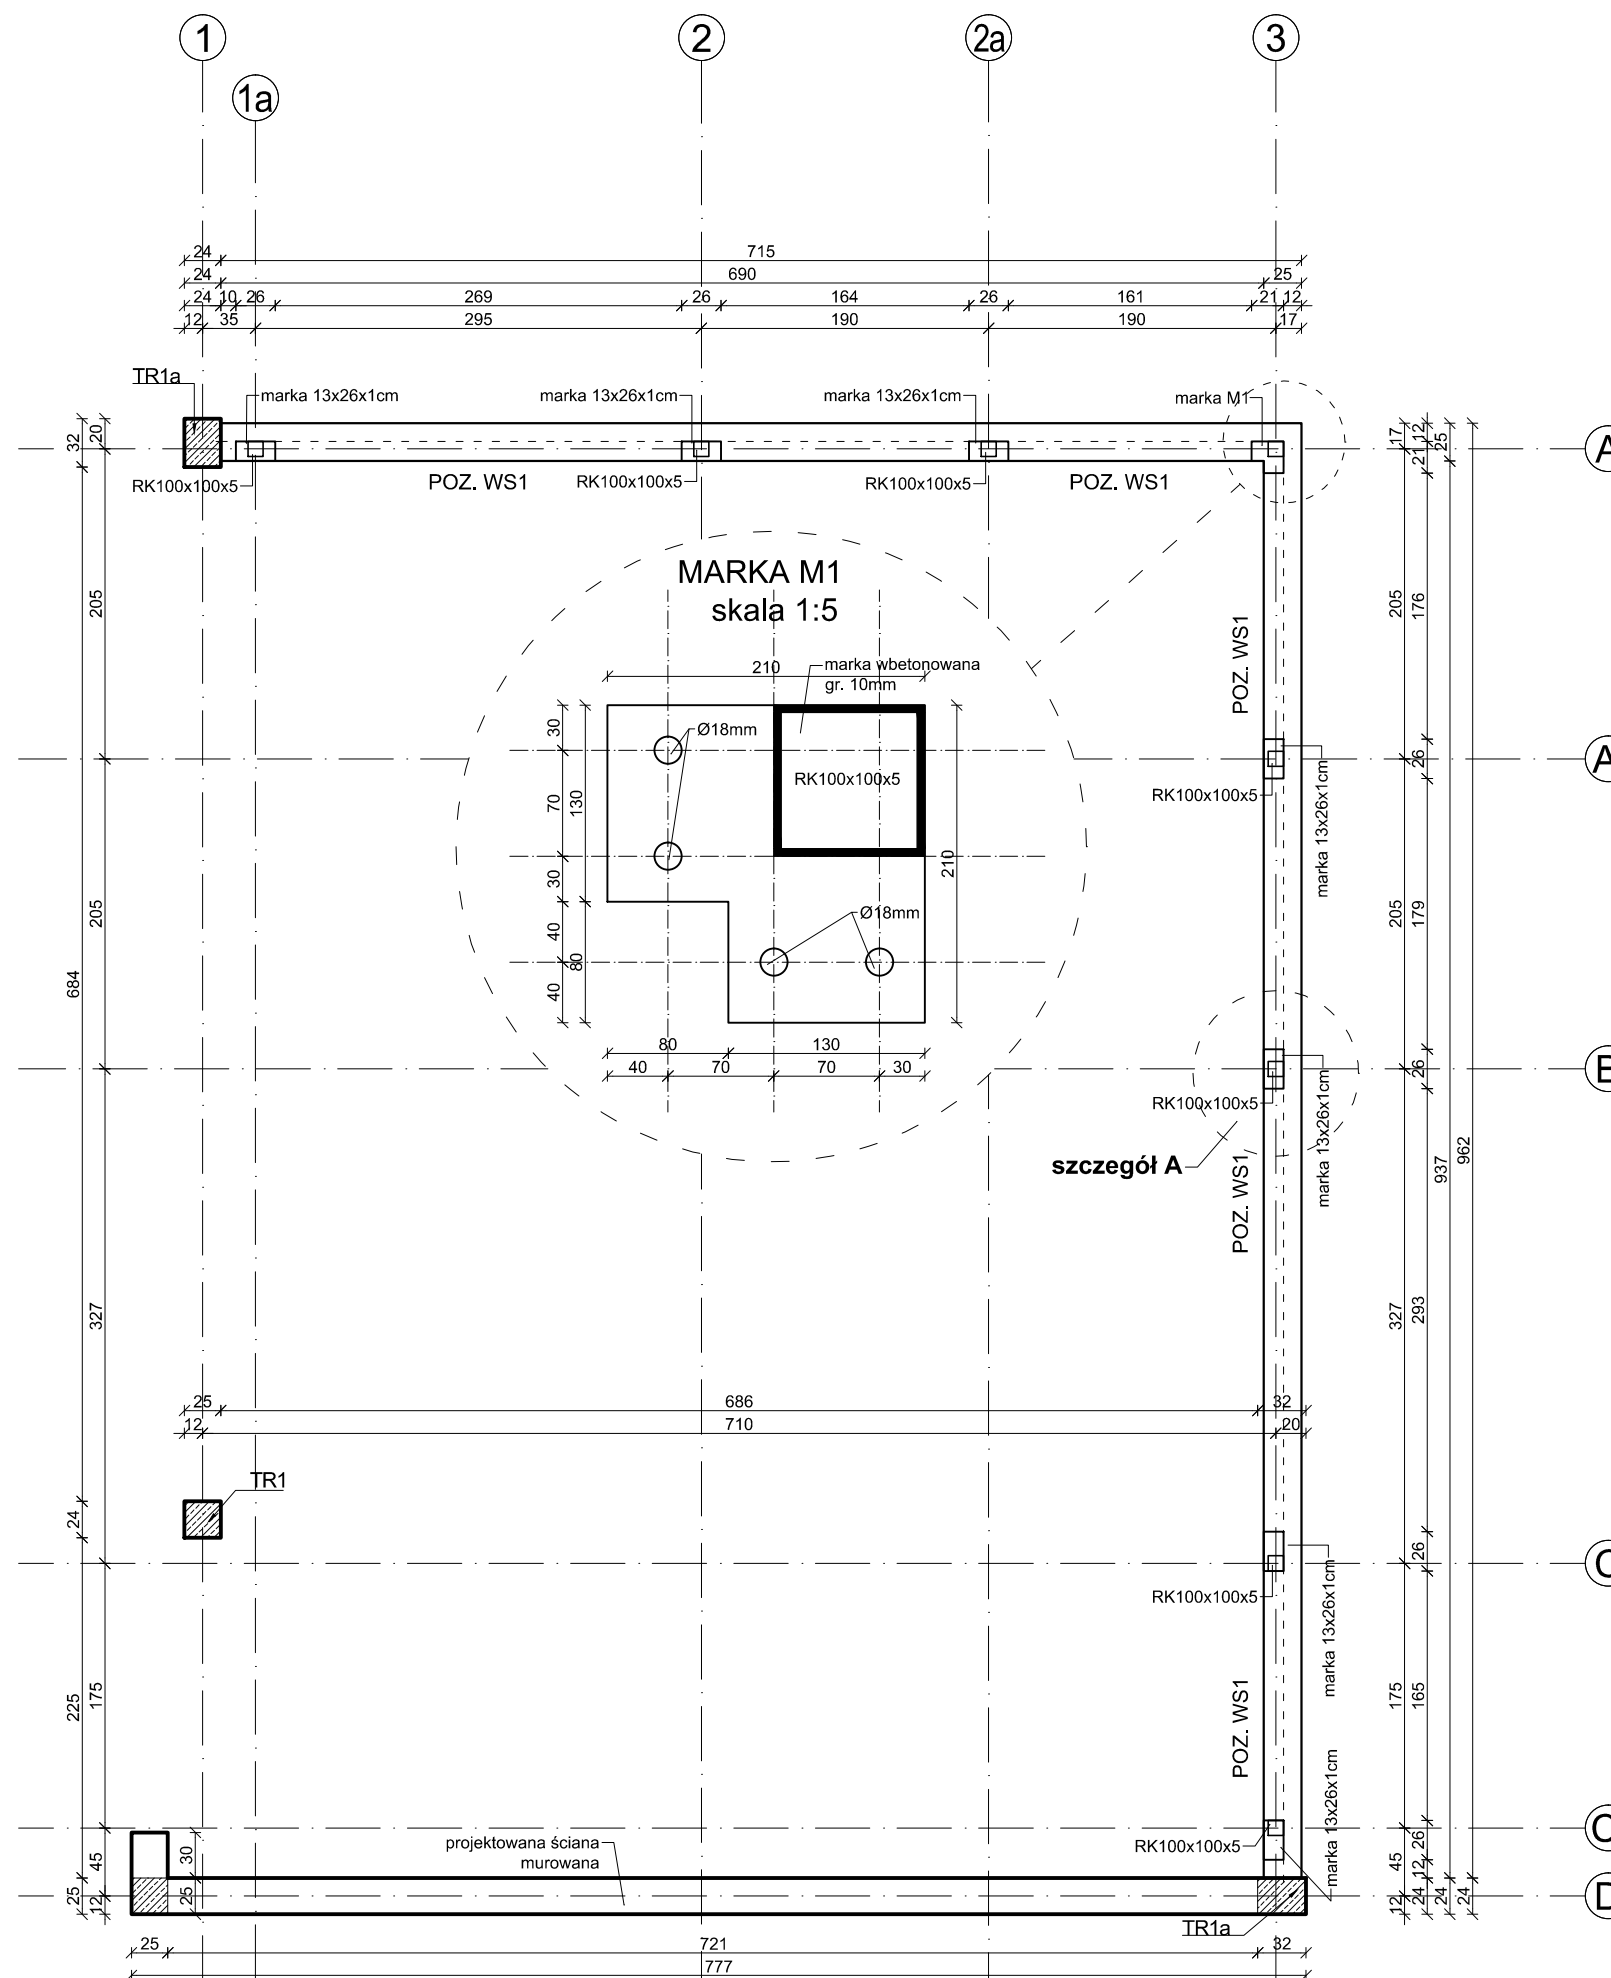 1
2
2a
3
1a
24
715
24
690
25
24
10
26
269
26
164
26
161
21
12
12
35
295
190
190
17
TR1a
marka 13x26x1cm
marka 13x26x1cm
marka 13x26x1cm
marka M1
32
20
17
12
25
21
A
RK100x100x5
POZ. WS1
RK100x100x5
RK100x100x5
POZ. WS1
MARKA M1
skala 1:5
205
205
176
POZ. WS1
210
marka wbetonowana
gr. 10mm
30
Ø18mm
RK100x100x5
70
130
30
210
Ø18mm
40
80
40
80
130
40
70
70
30
26
A
RK100x100x5
marka 13x26x1cm
205
205
179
684
26
B
RK100x100x5
marka 13x26x1cm
szczegół A
POZ. WS1
937
962
327
327
293
25
686
32
12
710
20
TR1
24
26
RK100x100x5
marka 13x26x1cm
225
175
175
165
POZ. WS1
marka 13x26x1cm
projektowana ściana
murowana
RK100x100x5
45
30
45
26
12
25
12
25
12
24
24
24
TR1a
25
721
32
777